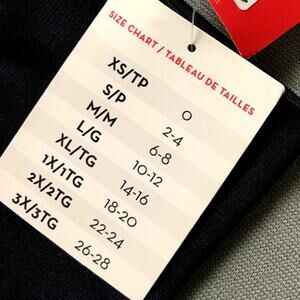 SIZE CHART / TABLEAU DE TAILLES
XS/TP 0
S/P 2-4
M/M 6-8
L/G 10-12
XL/TG 14-16
1X/1TG 18-20
2X/2TG 22-24
3X/3TG 26-28